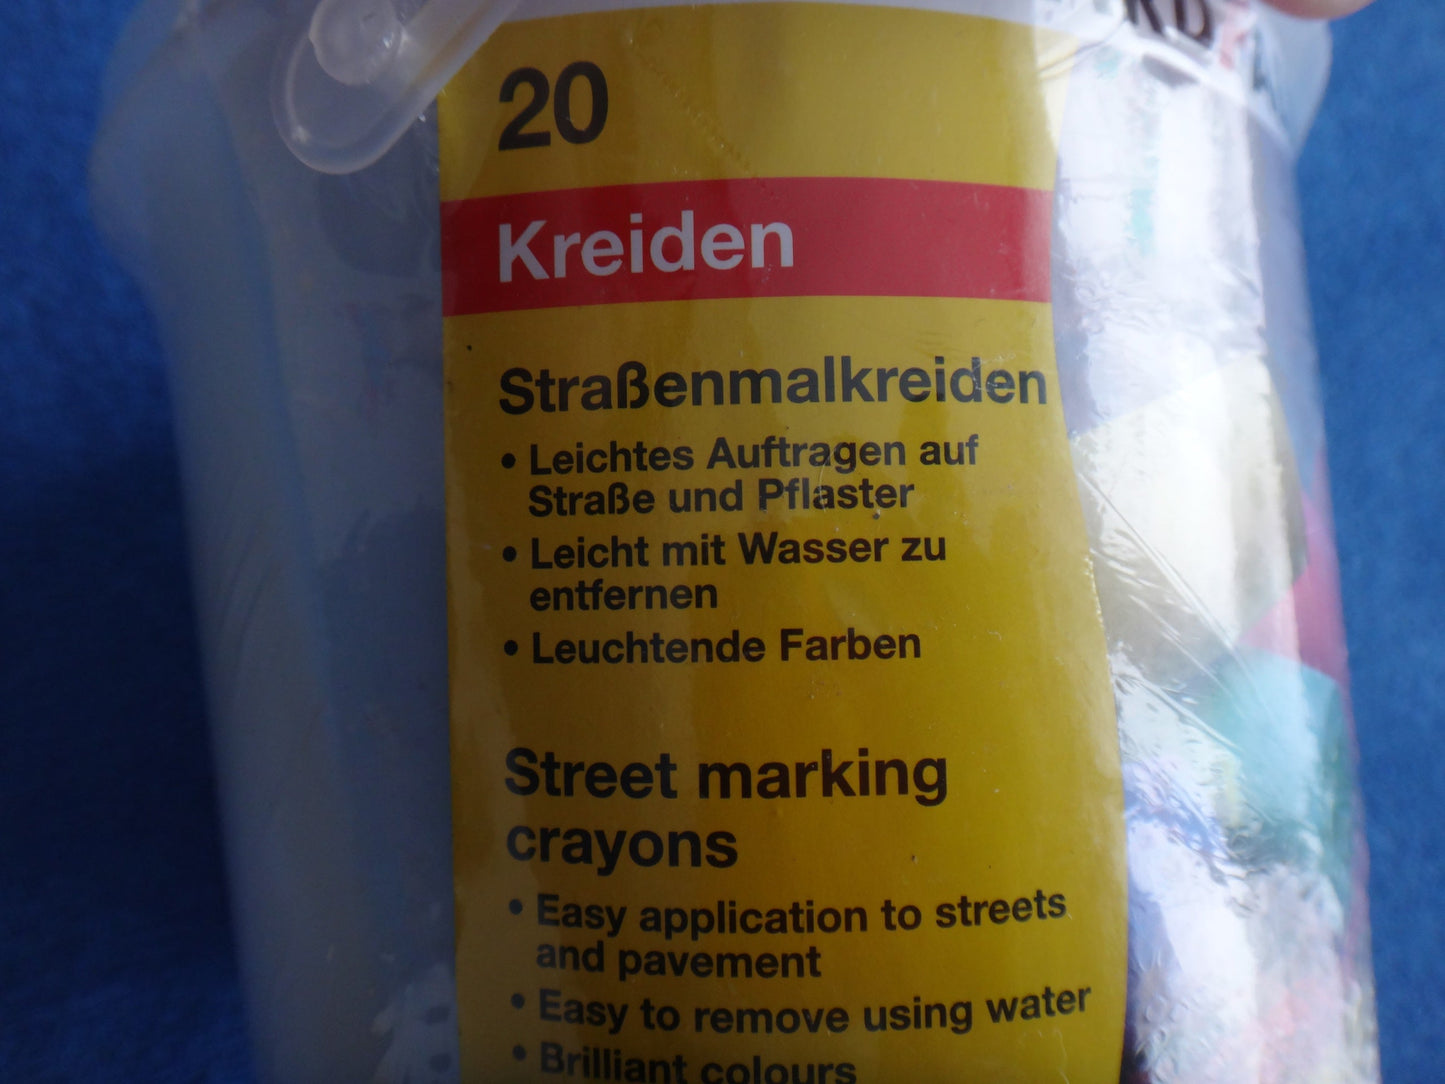 20
Kreiden
Straßenmalkreiden
• Leichtes Auftragen auf
Straße und Pflaster
• Leicht mit Wasser zu
entfernen
• Leuchtende Farben
Street marking
crayons
• Easy application to streets
and pavement
• Easy to remove using water
• Brilliant colours